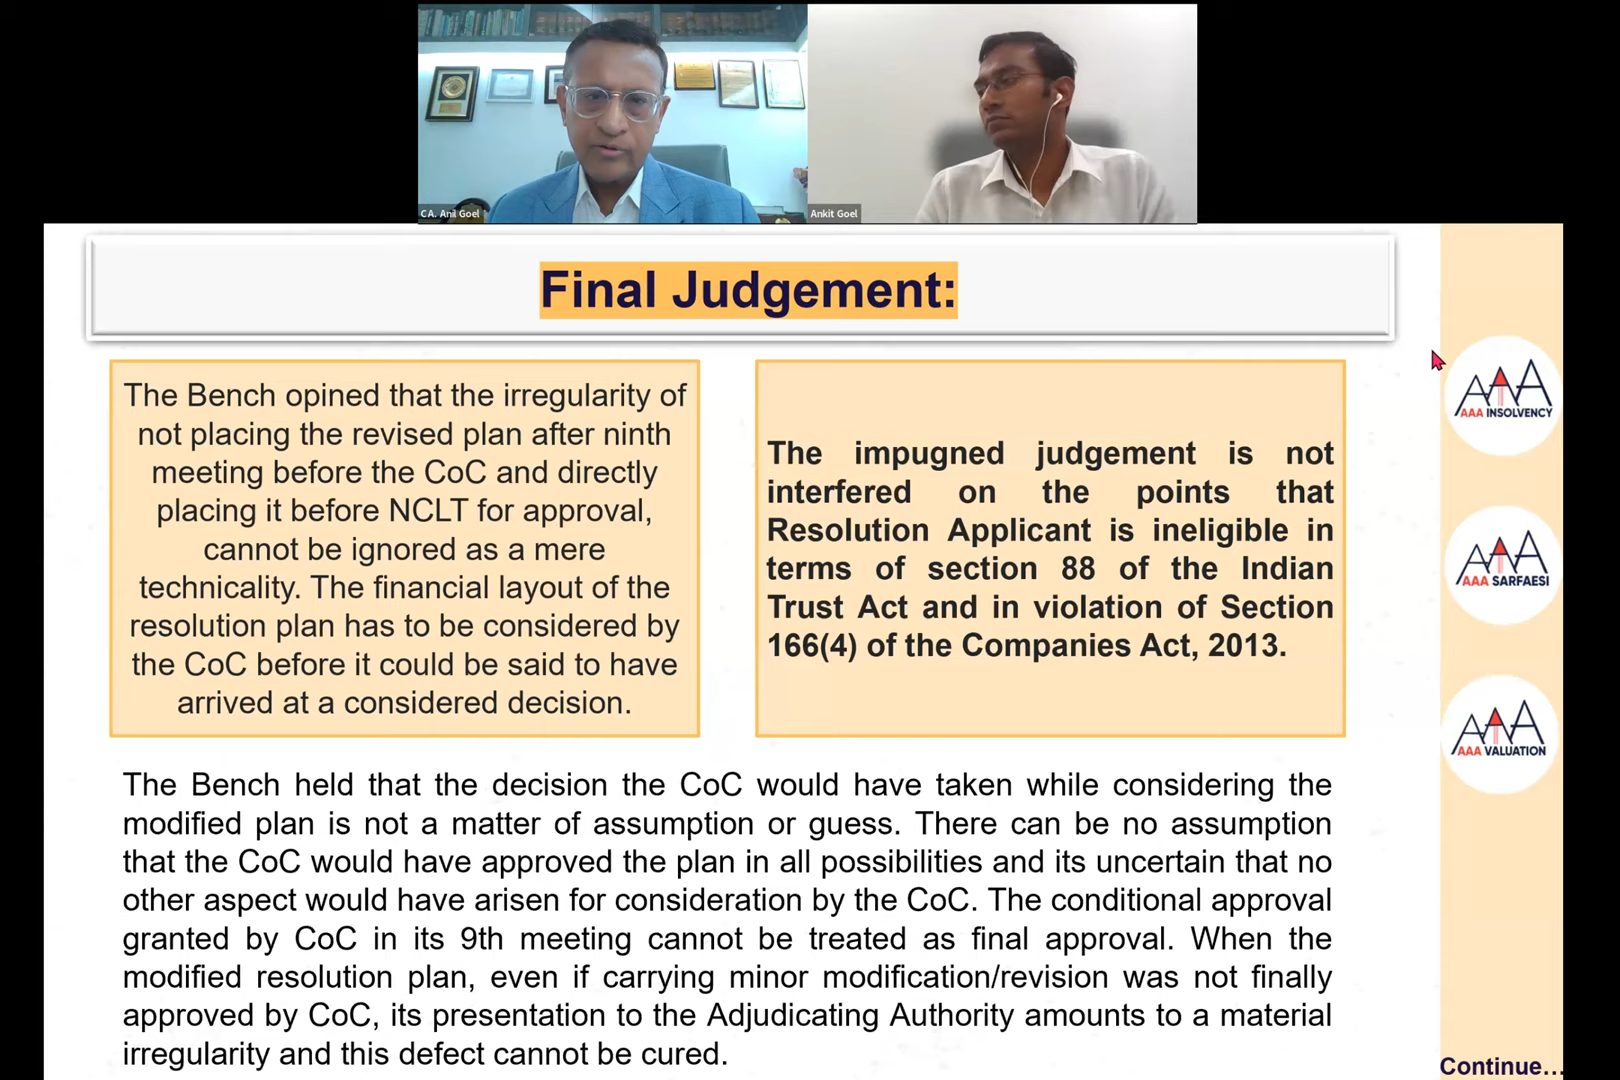 CA. Anil Goel
Ankit Goel
Final Judgement:
The Bench opined that the irregularity of
not placing the revised plan after ninth
meeting before the CoC and directly
placing it before NCLT for approval,
cannot be ignored as a mere
technicality. The financial layout of the
resolution plan has to be considered by
the CoC before it could be said to have
arrived at a considered decision.
The impugned judgement is not
interfered on the points that
Resolution Applicant is ineligible in
terms of section 88 of the Indian
Trust Act and in violation of Section
166(4) of the Companies Act, 2013.
The Bench held that the decision the CoC would have taken while considering the
modified plan is not a matter of assumption or guess. There can be no assumption
that the CoC would have approved the plan in all possibilities and its uncertain that no
other aspect would have arisen for consideration by the CoC. The conditional approval
granted by CoC in its 9th meeting cannot be treated as final approval. When the
modified resolution plan, even if carrying minor modification/revision was not finally
approved by CoC, its presentation to the Adjudicating Authority amounts to a material
irregularity and this defect cannot be cured.
AAA
AAA INSOLVENCY
AAA
AAA SARFAESI
AAA
AAA VALUATION
Continue...